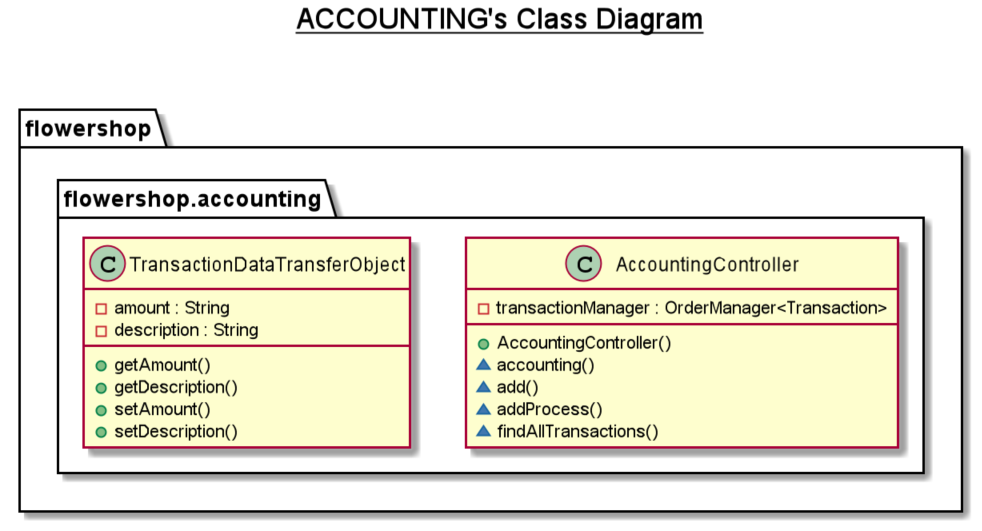 ACCOUNTING's Class Diagram
flowershop
flowershop.accounting
C TransactionDataTransferObject
amount : String
description : String
getAmount()
getDescription()
setAmount()
setDescription()
C AccountingController
transactionManager : OrderManager<Transaction>
AccountingController()
accounting()
add()
addProcess()
findAllTransactions()